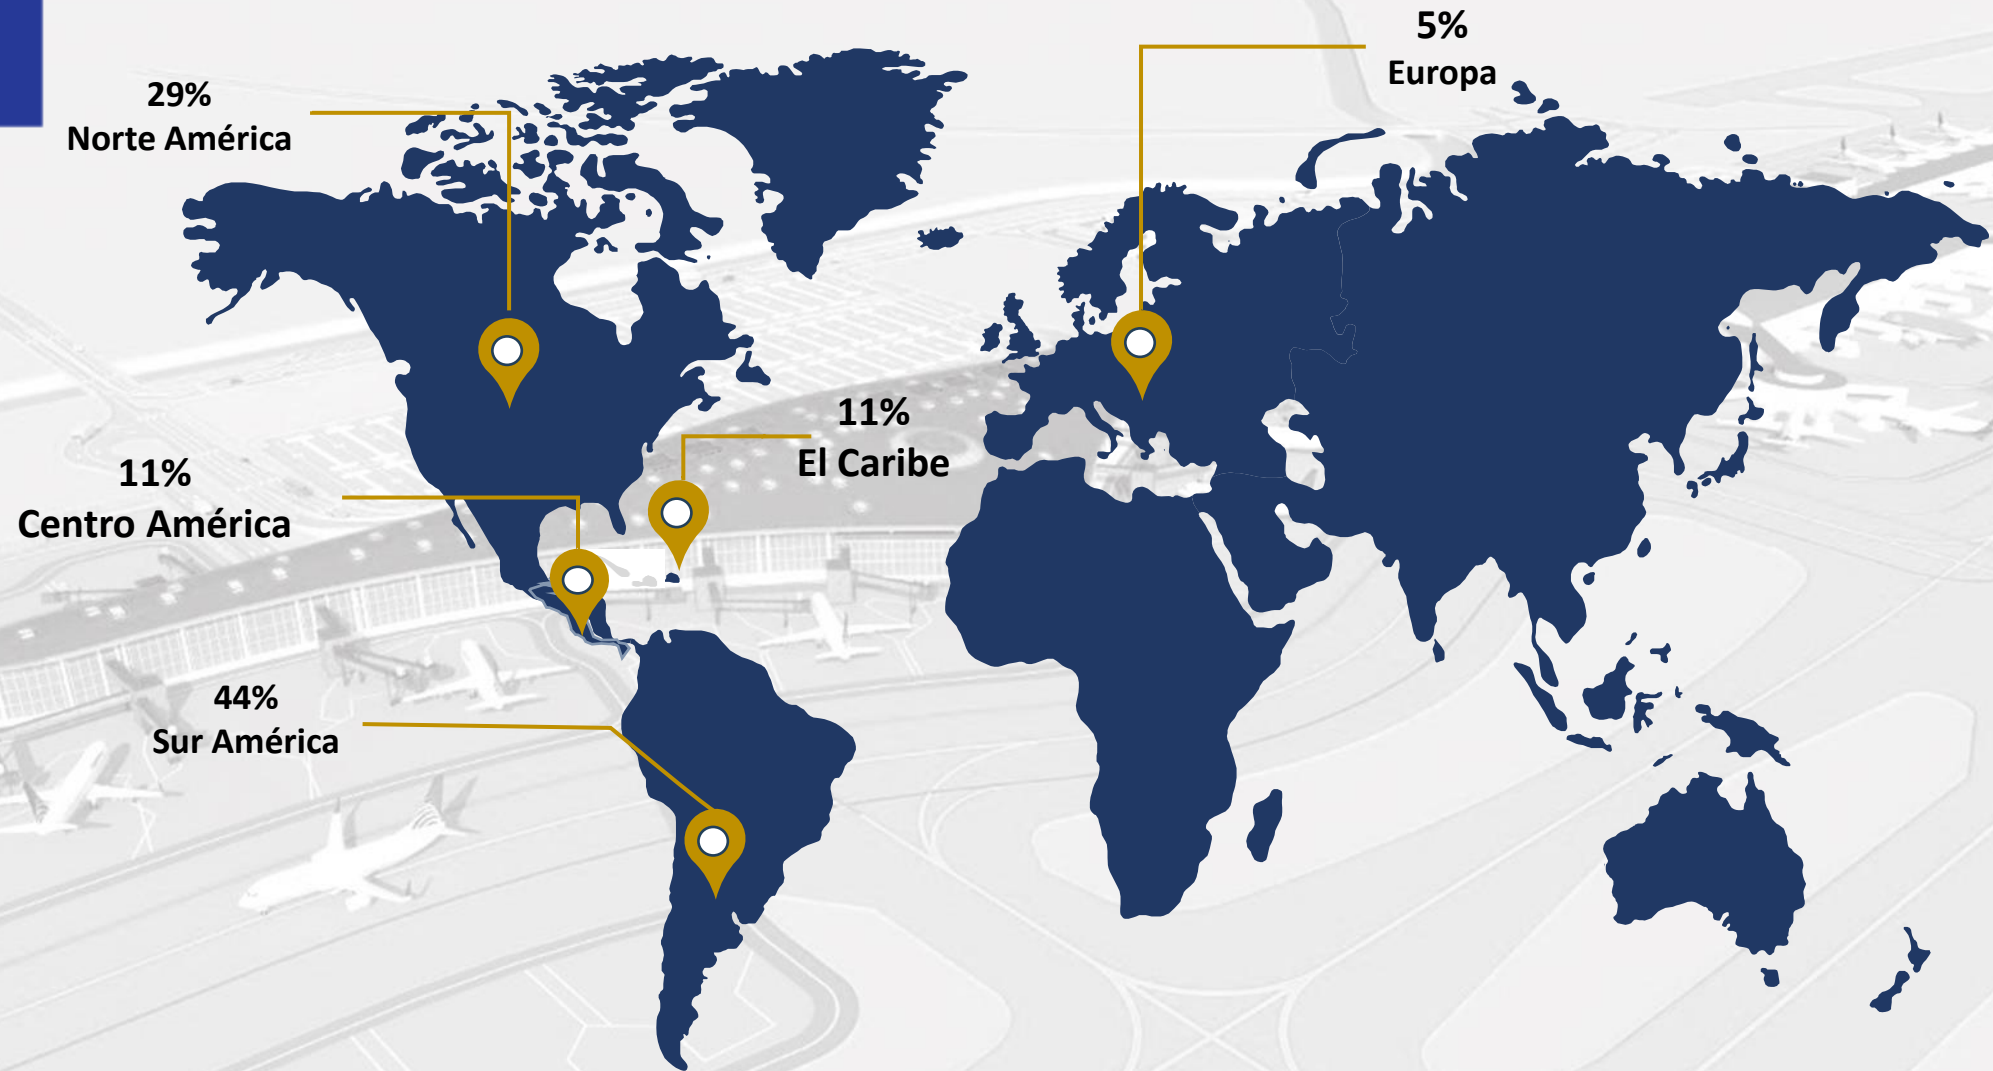 5%
Europa
29%
Norte América
11%
El Caribe
11%
Centro América
44%
Sur América